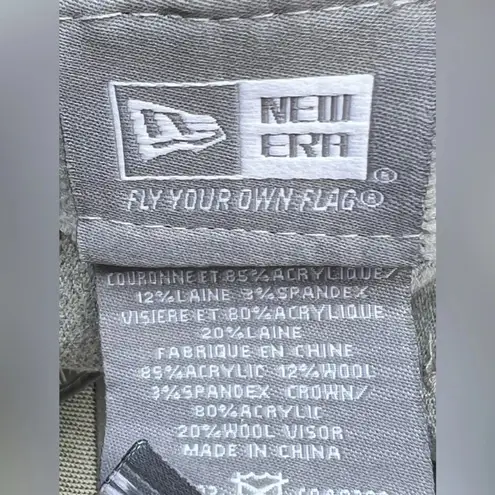 NEW
ERA
®
FLY YOUR OWN FLAG®
COURONNE ET 85% ACRYLIQUE/
12% LAINE 3% SPANDEX
VISIERE ET 80% ACRYLIQUE
20% LAINE
FABRIQUE EN CHINE
85% ACRYLIC 12% WOOL
3% SPANDEX CROWN/
80% ACRYLIC
20% WOOL VISOR
MADE IN CHINA